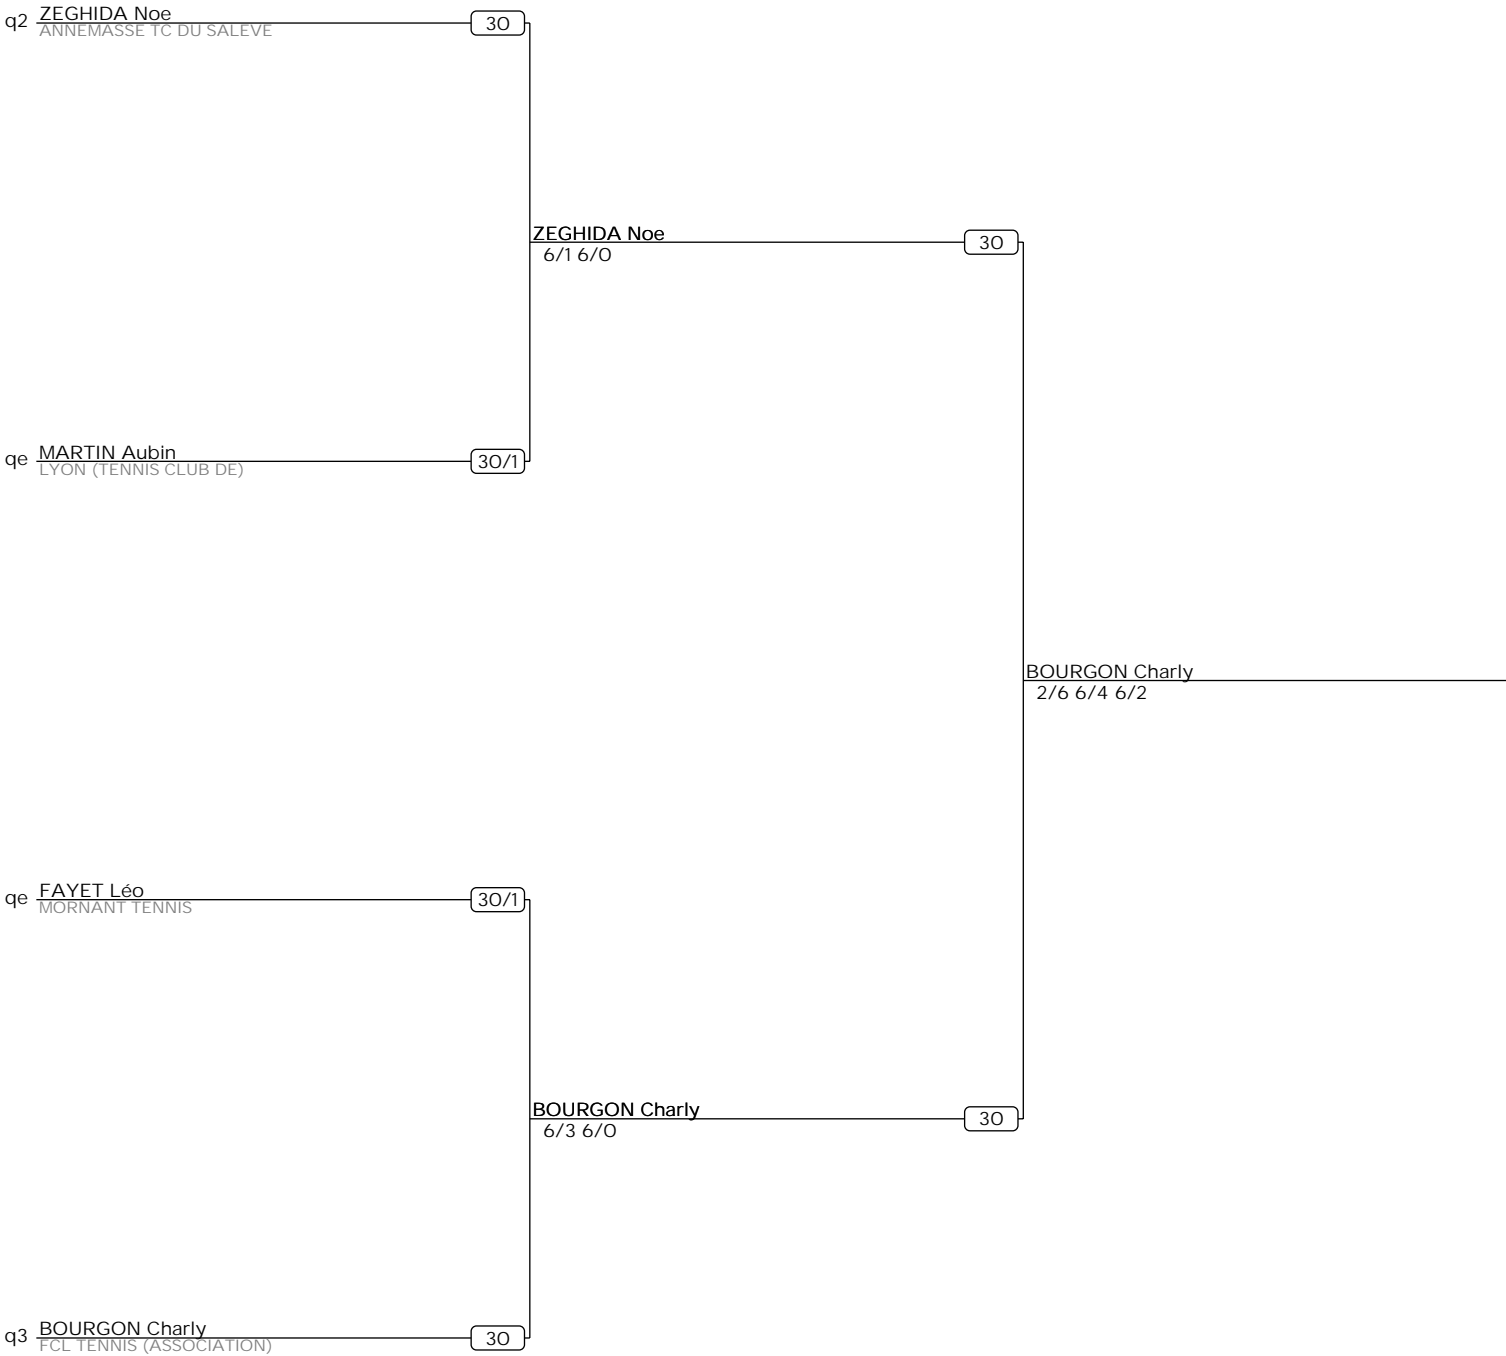 q2 ZEGHIDA Noe 30
ANNEMASSE TC DU SALEVE
ZEGHIDA Noe 30
6/1 6/0
qe MARTIN Aubin 30/1
LYON (TENNIS CLUB DE)
BOURGON Charly
2/6 6/4 6/2
qe FAYET Léo 30/1
MORNANT TENNIS
BOURGON Charly 30
6/3 6/0
q3 BOURGON Charly 30
FCL TENNIS (ASSOCIATION)